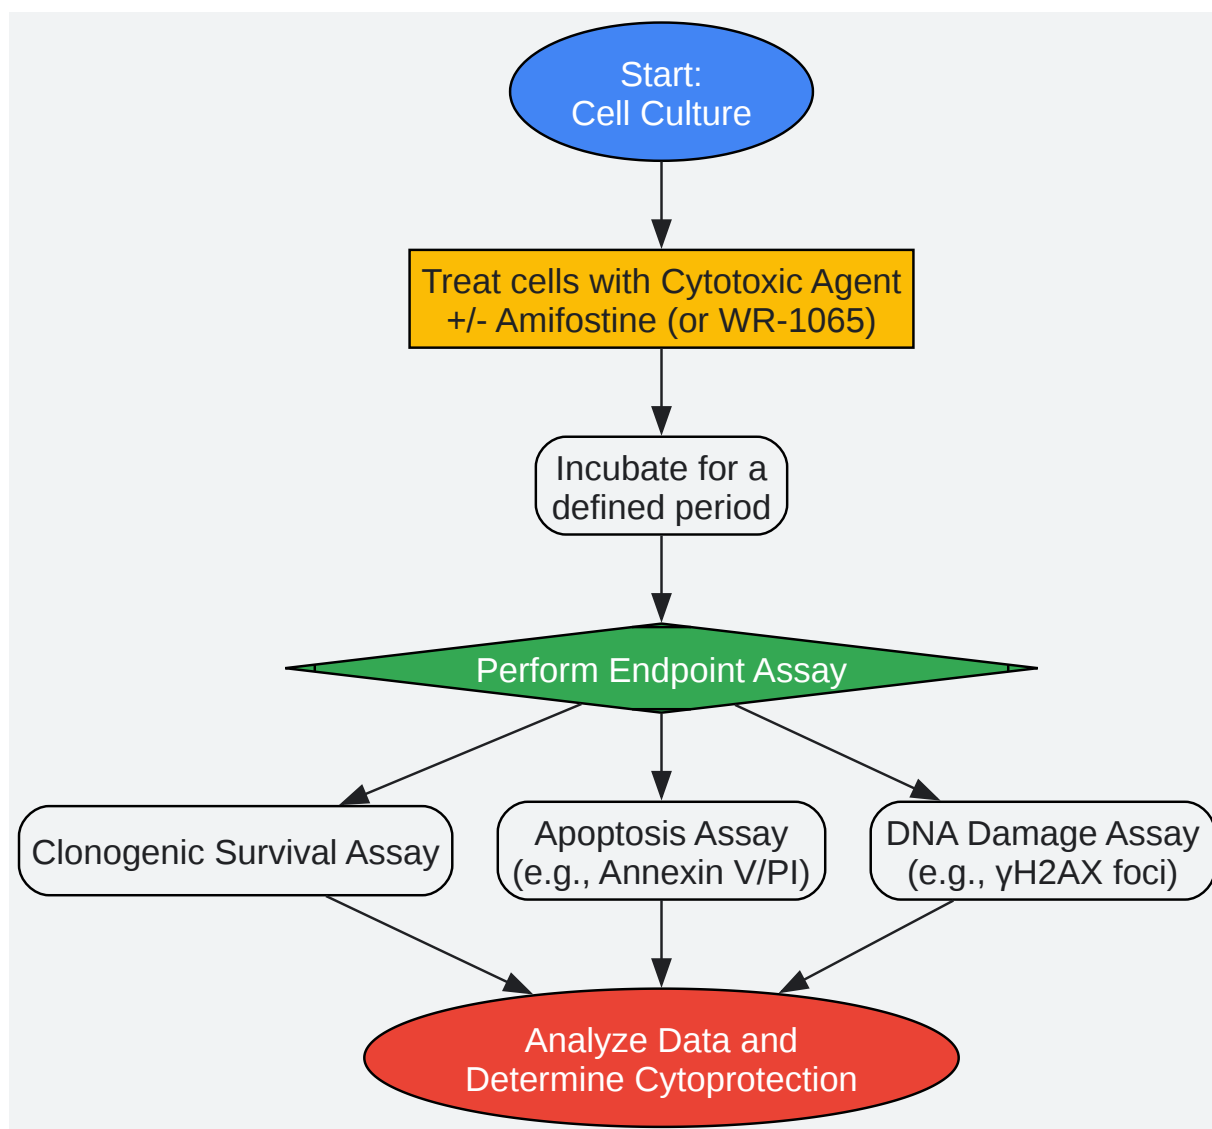 Start:
Cell Culture
Treat cells with Cytotoxic Agent
+/- Amifostine (or WR-1065)
Incubate for a
defined period
Perform Endpoint Assay
Clonogenic Survival Assay
Apoptosis Assay
(e.g., Annexin V/PI)
DNA Damage Assay
(e.g., γH2AX foci)
Analyze Data and
Determine Cytoprotection